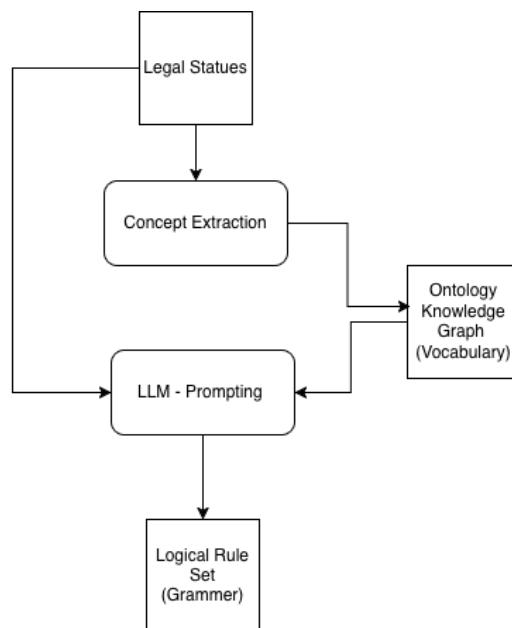 Legal Statues
Concept Extraction
Ontology
Knowledge
Graph
(Vocabulary)
LLM - Prompting
Logical Rule
Set
(Grammer)